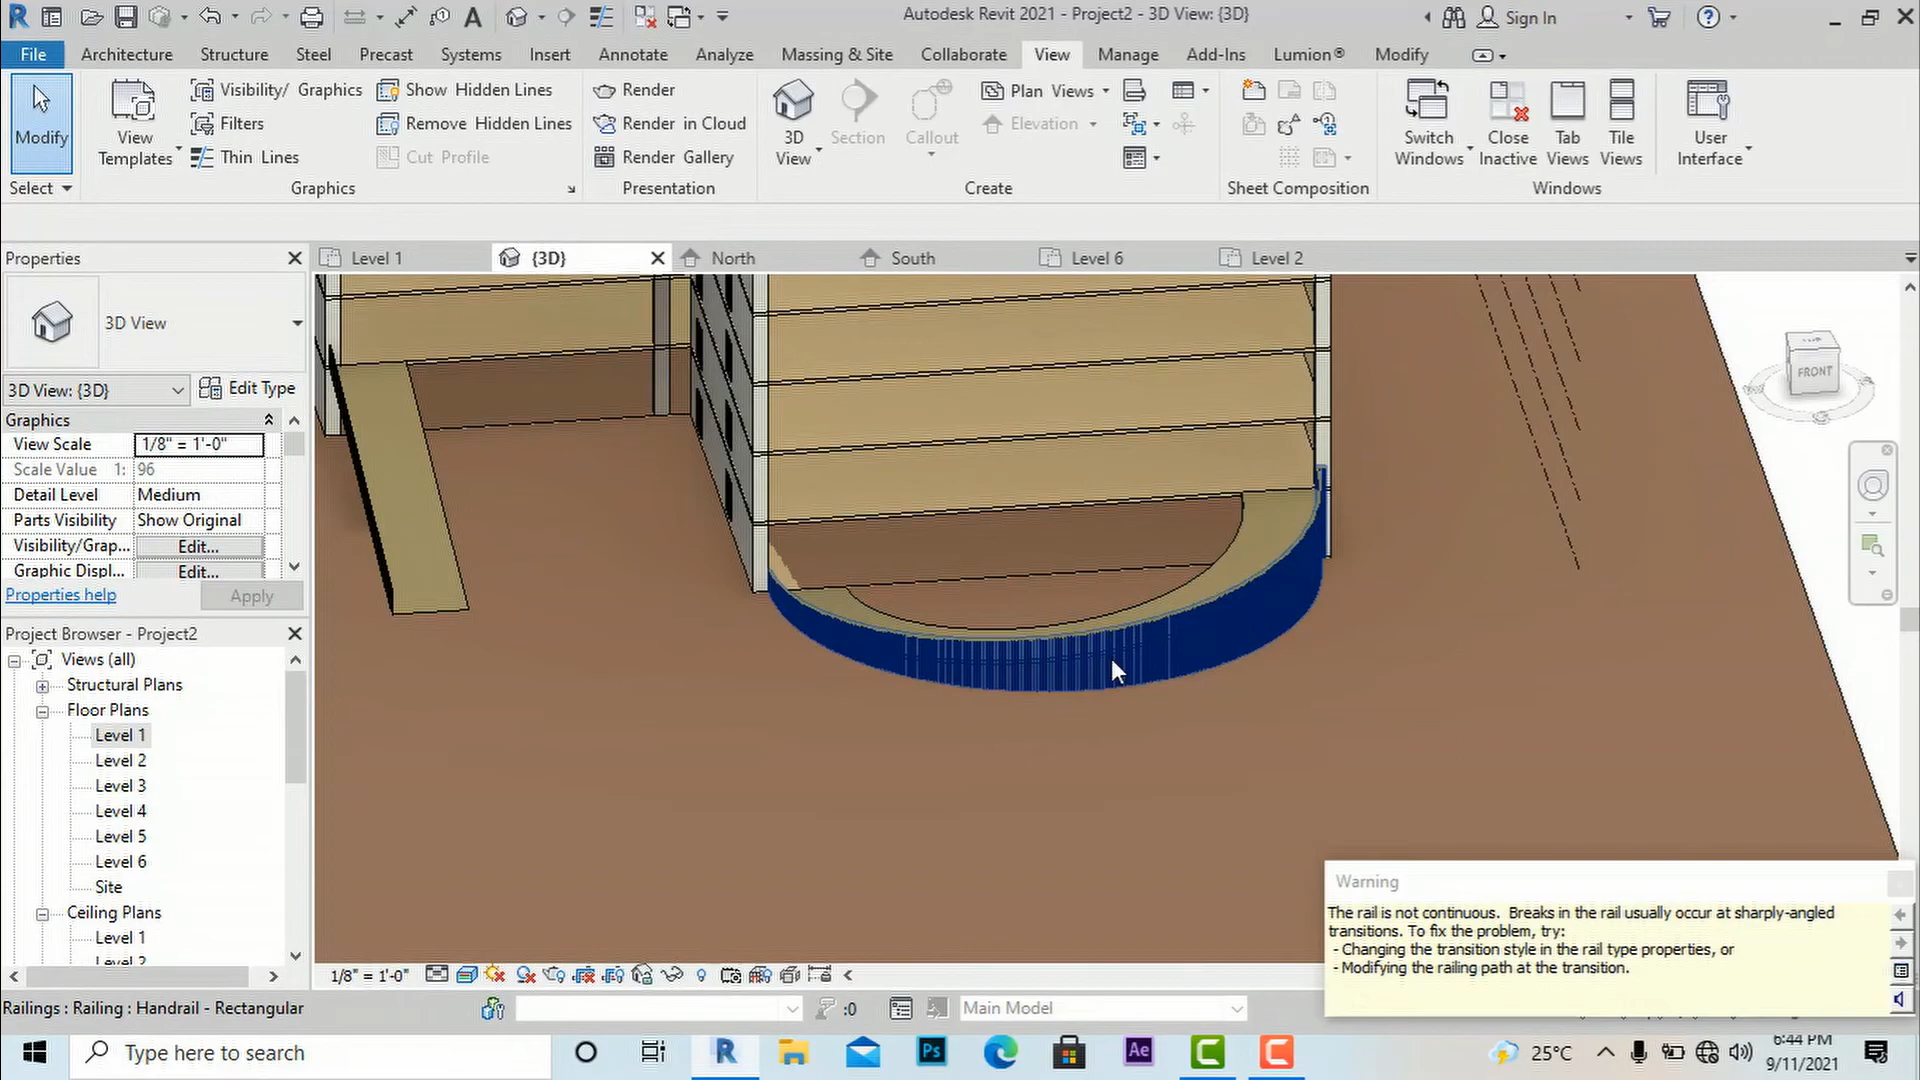 Autodesk Revit 2021 - Project2 - 3D View: {3D}
Sign In
File Architecture Structure Steel Precast Systems Insert Annotate Analyze Massing & Site Collaborate View Manage Add-Ins Lumion® Modify
Modify
Select
View Templates
Visibility/ Graphics
Filters
Thin Lines
Show Hidden Lines
Remove Hidden Lines
Cut Profile
Graphics
Render
Render in Cloud
Render Gallery
Presentation
3D View
Section
Callout
Plan Views
Elevation
Create
Sheet Composition
Switch Windows
Close Inactive
Tab Views
Tile Views
Windows
User Interface
Properties
Level 1
{3D}
North
South
Level 6
Level 2
3D View
3D View: {3D}
Edit Type
Graphics
View Scale 1/8" = 1'-0"
Scale Value 1: 96
Detail Level Medium
Parts Visibility Show Original
Visibility/Grap... Edit...
Graphic Displ... Edit...
Properties help
Apply
FRONT
Project Browser - Project2
Views (all)
Structural Plans
Floor Plans
Level 1
Level 2
Level 3
Level 4
Level 5
Level 6
Site
Ceiling Plans
Level 1
Level 2
Warning
The rail is not continuous. Breaks in the rail usually occur at sharply-angled
transitions. To fix the problem, try:
- Changing the transition style in the rail type properties, or
- Modifying the railing path at the transition.
1/8" = 1'-0"
Railings : Railing : Handrail - Rectangular
:0
Main Model
Type here to search
Ps
Ae
25°C
6:44 PM
9/11/2021